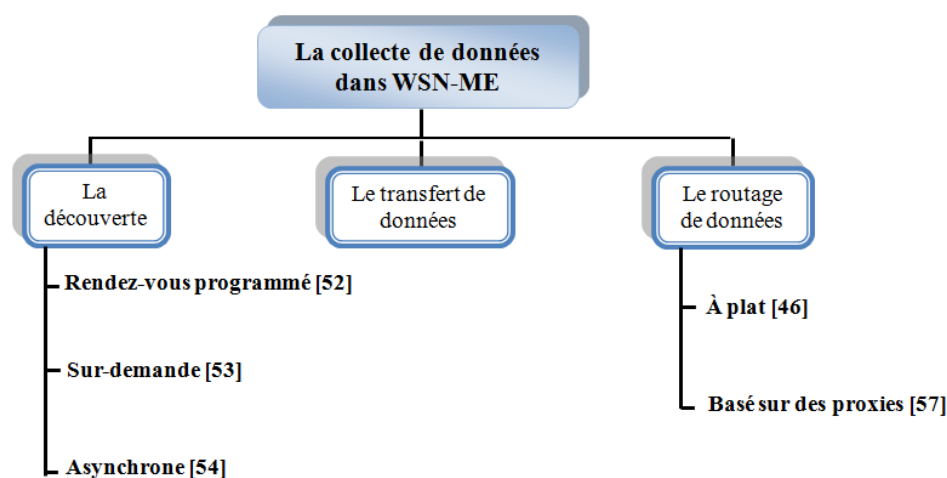 La collecte de données
dans WSN-ME
La
découverte
Le transfert de
données
Le routage
de données
Rendez-vous programmé [52]
Sur-demande [53]
Asynchrone [54]
À plat [46]
Basé sur des proxies [57]